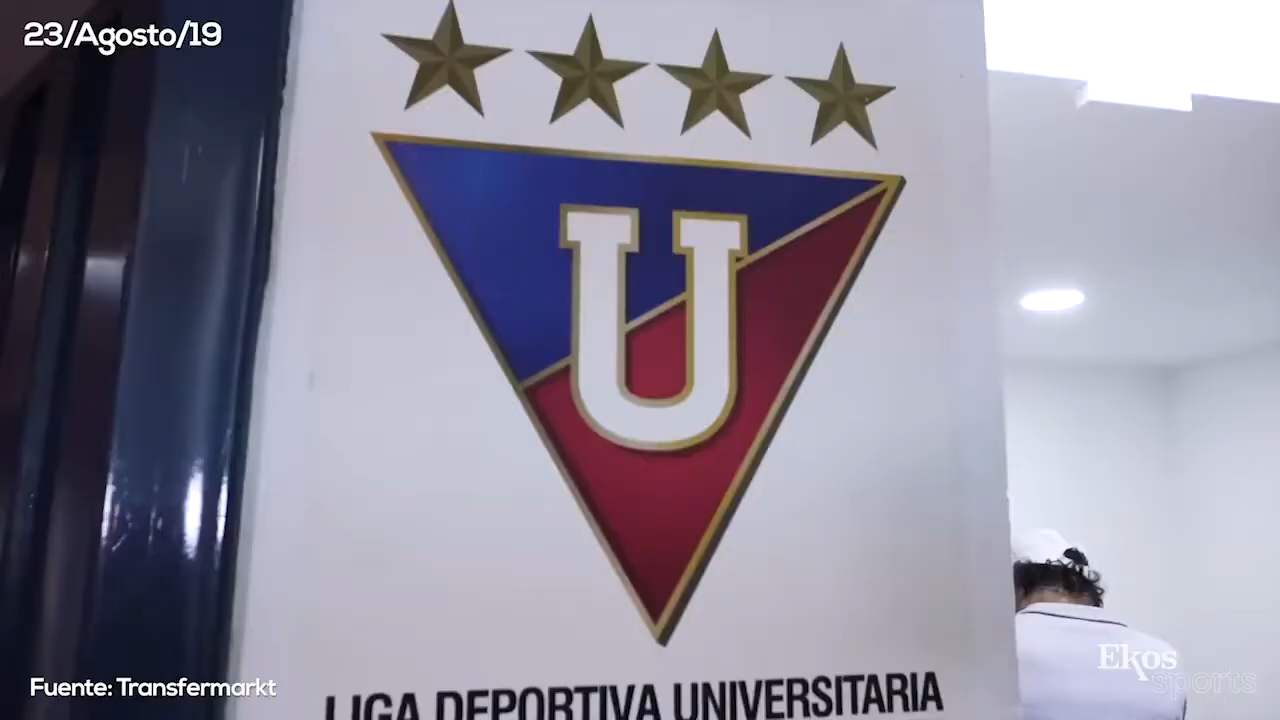 23/Agosto/19
U
LIGA DEPORTIVA UNIVERSITARIA
Fuente: Transfermarkt
Ekos
sports